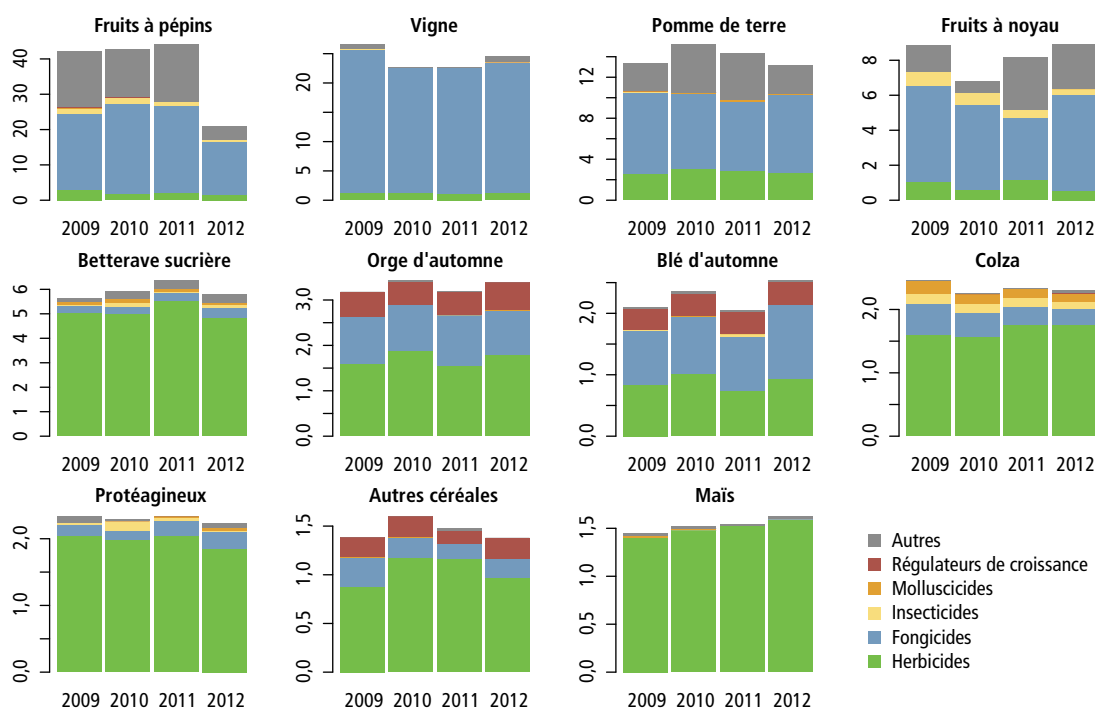 Fruits à pépins
Vigne
Pomme de terre
Fruits à noyau
0 10 20 30 40
0 5 10 20
0 4 8 12
0 2 4 6 8
2009 2010 2011 2012
2009 2010 2011 2012
2009 2010 2011 2012
2009 2010 2011 2012
Betterave sucrière
Orge d'automne
Blé d'automne
Colza
0 1 2 3 4 5 6
0,0 1,0 2,0 3,0
0,0 1,0 2,0
0,0 1,0 2,0
2009 2010 2011 2012
2009 2010 2011 2012
2009 2010 2011 2012
2009 2010 2011 2012
Protéagineux
Autres céréales
Maïs
0,0 1,0 2,0
0,0 0,5 1,0 1,5
0,0 0,5 1,0 1,5
2009 2010 2011 2012
2009 2010 2011 2012
2009 2010 2011 2012
Autres
Régulateurs de croissance
Molluscicides
Insecticides
Fongicides
Herbicides